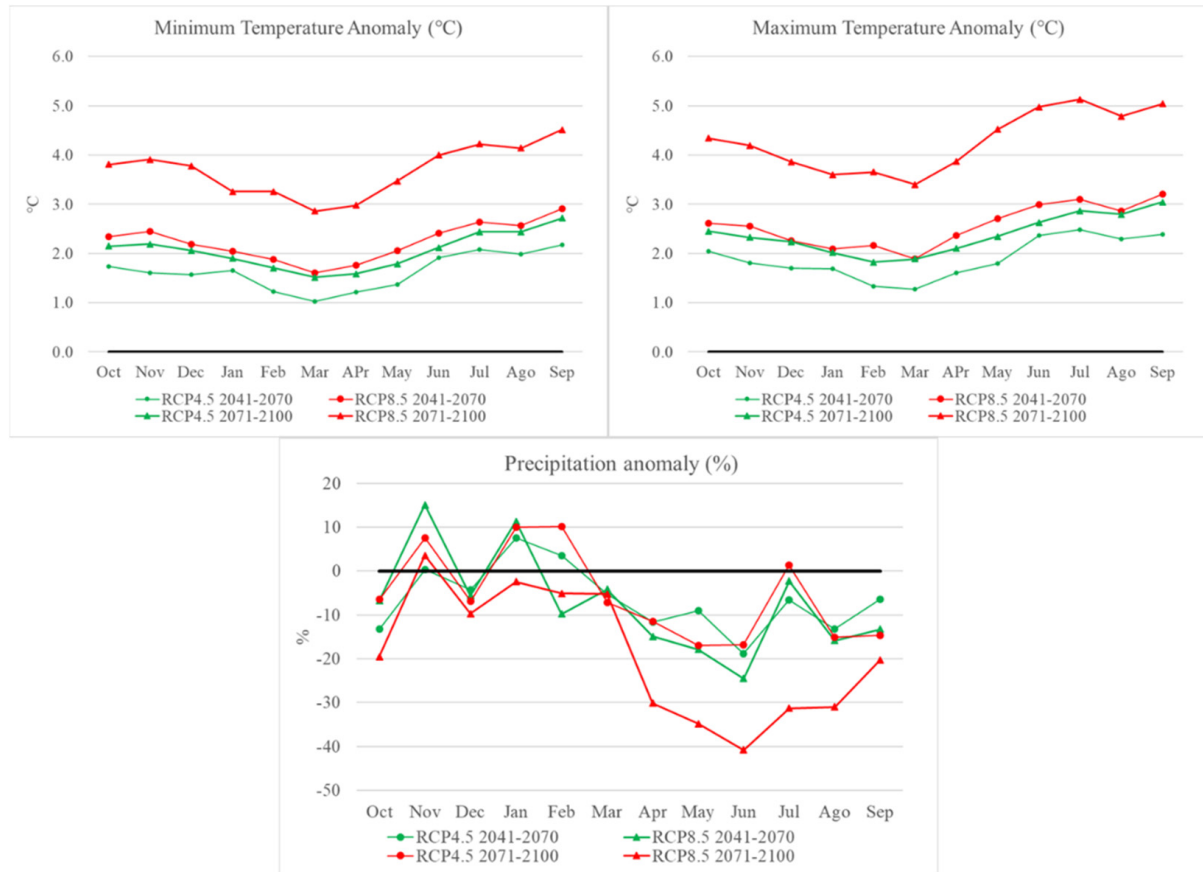 Minimum Temperature Anomaly (°C)
6.0
5.0
4.0
3.0
2.0
1.0
0.0
°C
Oct Nov Dec Jan Feb Mar APr May Jun Jul Ago Sep
RCP4.5 2041-2070 RCP8.5 2041-2070
RCP4.5 2071-2100 RCP8.5 2071-2100
Maximum Temperature Anomaly (°C)
6.0
5.0
4.0
3.0
2.0
1.0
0.0
°C
Oct Nov Dec Jan Feb Mar Apr May Jun Jul Ago Sep
RCP4.5 2041-2070 RCP8.5 2041-2070
RCP4.5 2071-2100 RCP8.5 2071-2100
Precipitation anomaly (%)
20
10
0
-10
-20
-30
-40
-50
%
Oct Nov Dec Jan Feb Mar Apr May Jun Jul Ago Sep
RCP4.5 2041-2070 RCP8.5 2041-2070
RCP4.5 2071-2100 RCP8.5 2071-2100